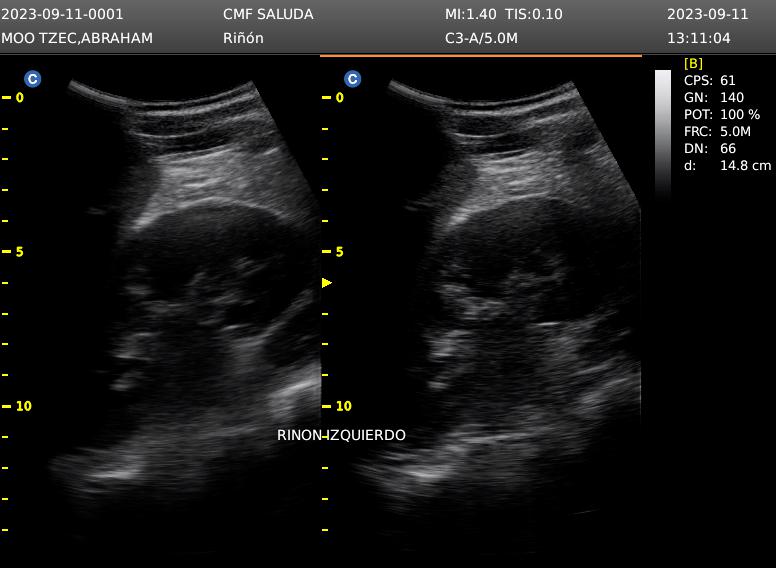 2023-09-11-0001 CMF SALUDA MI:1.40 TIS:0.10 2023-09-11
MOO TZEC,ABRAHAM Riñón C3-A/5.0M 13:11:04
[B]
C C CPS: 61
0 0 GN: 140
POT: 100 %
FRC: 5.0M
DN: 66
d: 14.8 cm
5 5
10 10
RINON IZQUIERDO